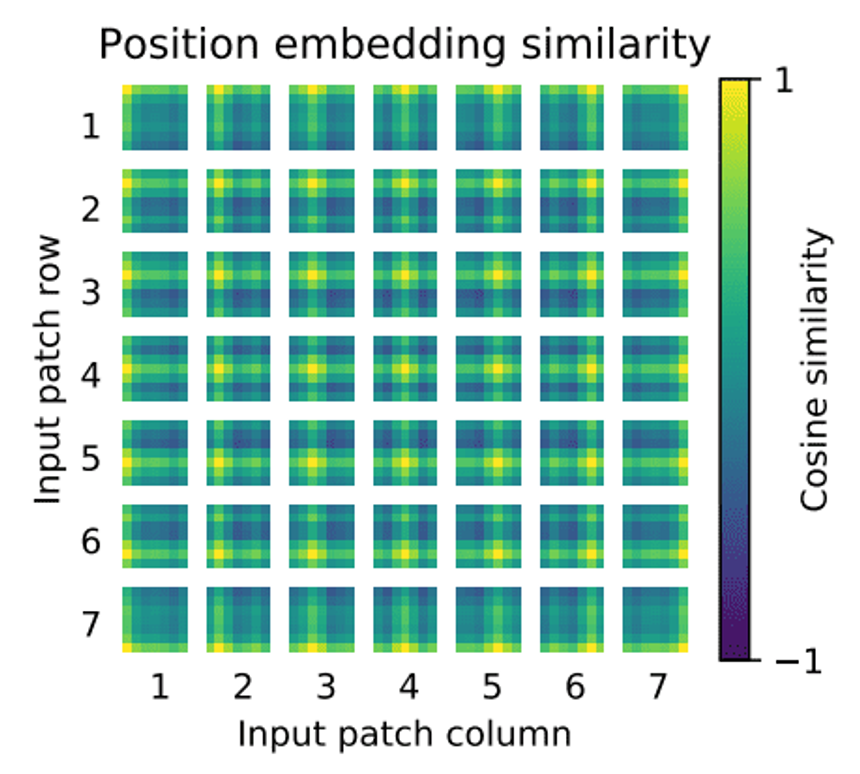 Position embedding similarity
1
1
2
3
4
5
6
7
Input patch row
Cosine similarity
−1
1 2 3 4 5 6 7
Input patch column